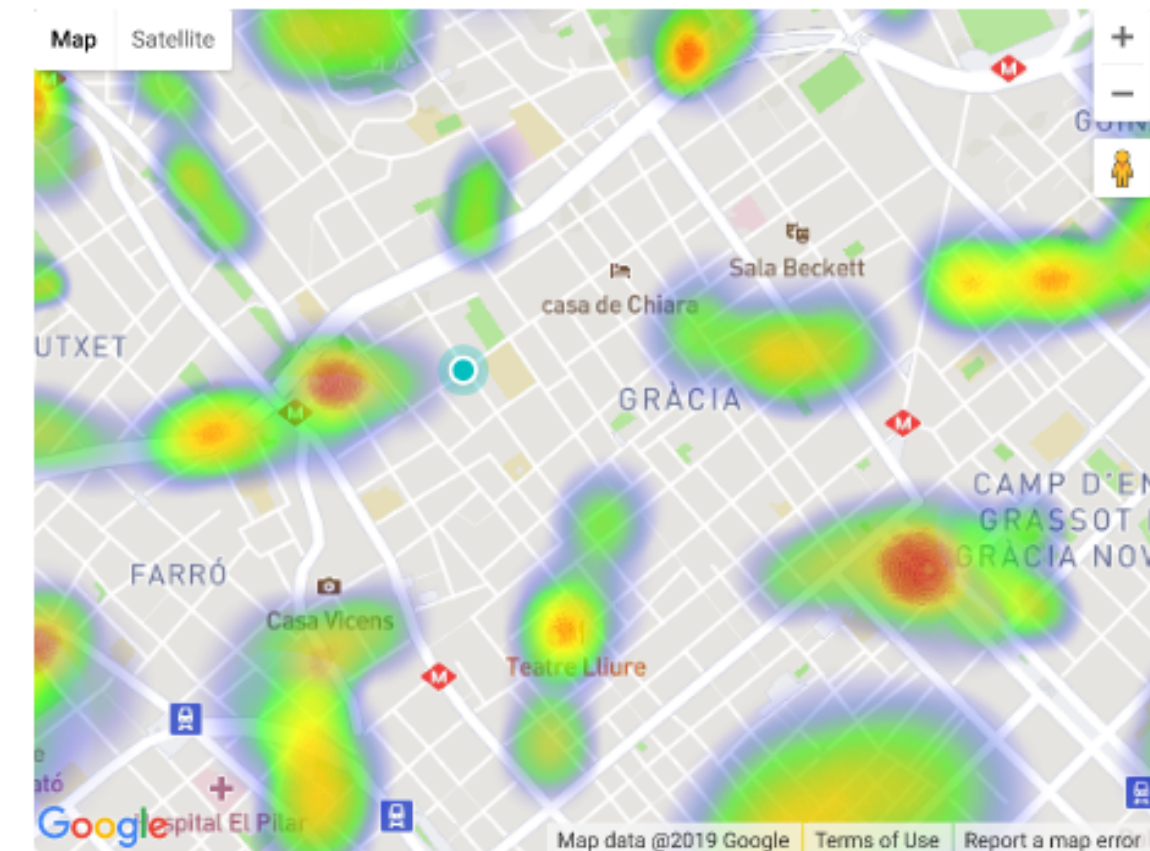 Map Satellite
+
−
M
M
GUIN
Sala Beckett
casa de Chiara
UTXET
GRÀCIA
M
M
CAMP D'EN
GRASSOT I
GRÀCIA NOV
FARRÓ
Casa Vicens
Teatre Lliure
M
ató
Hospital El Pilar
Google
Map data @2019 Google Terms of Use Report a map error